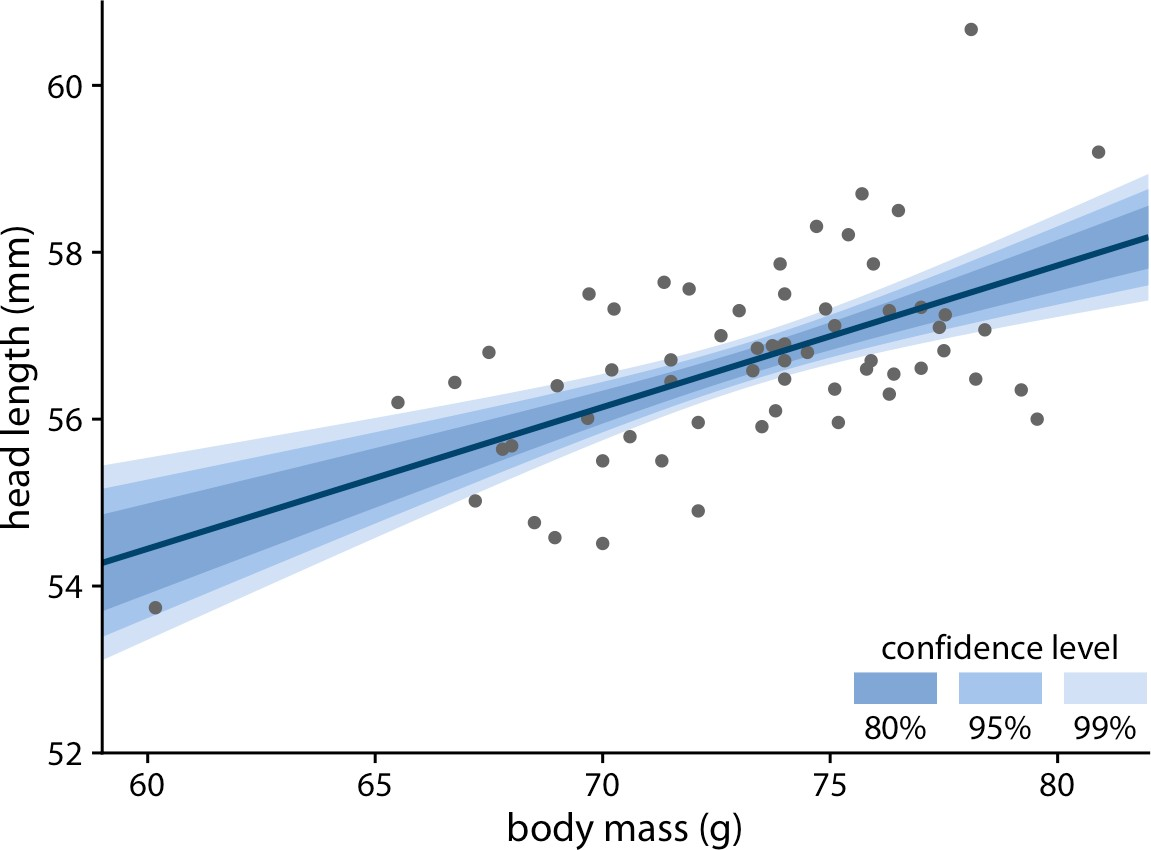 head length (mm)
60
58
56
54
52
60 65 70 75 80
body mass (g)
confidence level
80% 95% 99%